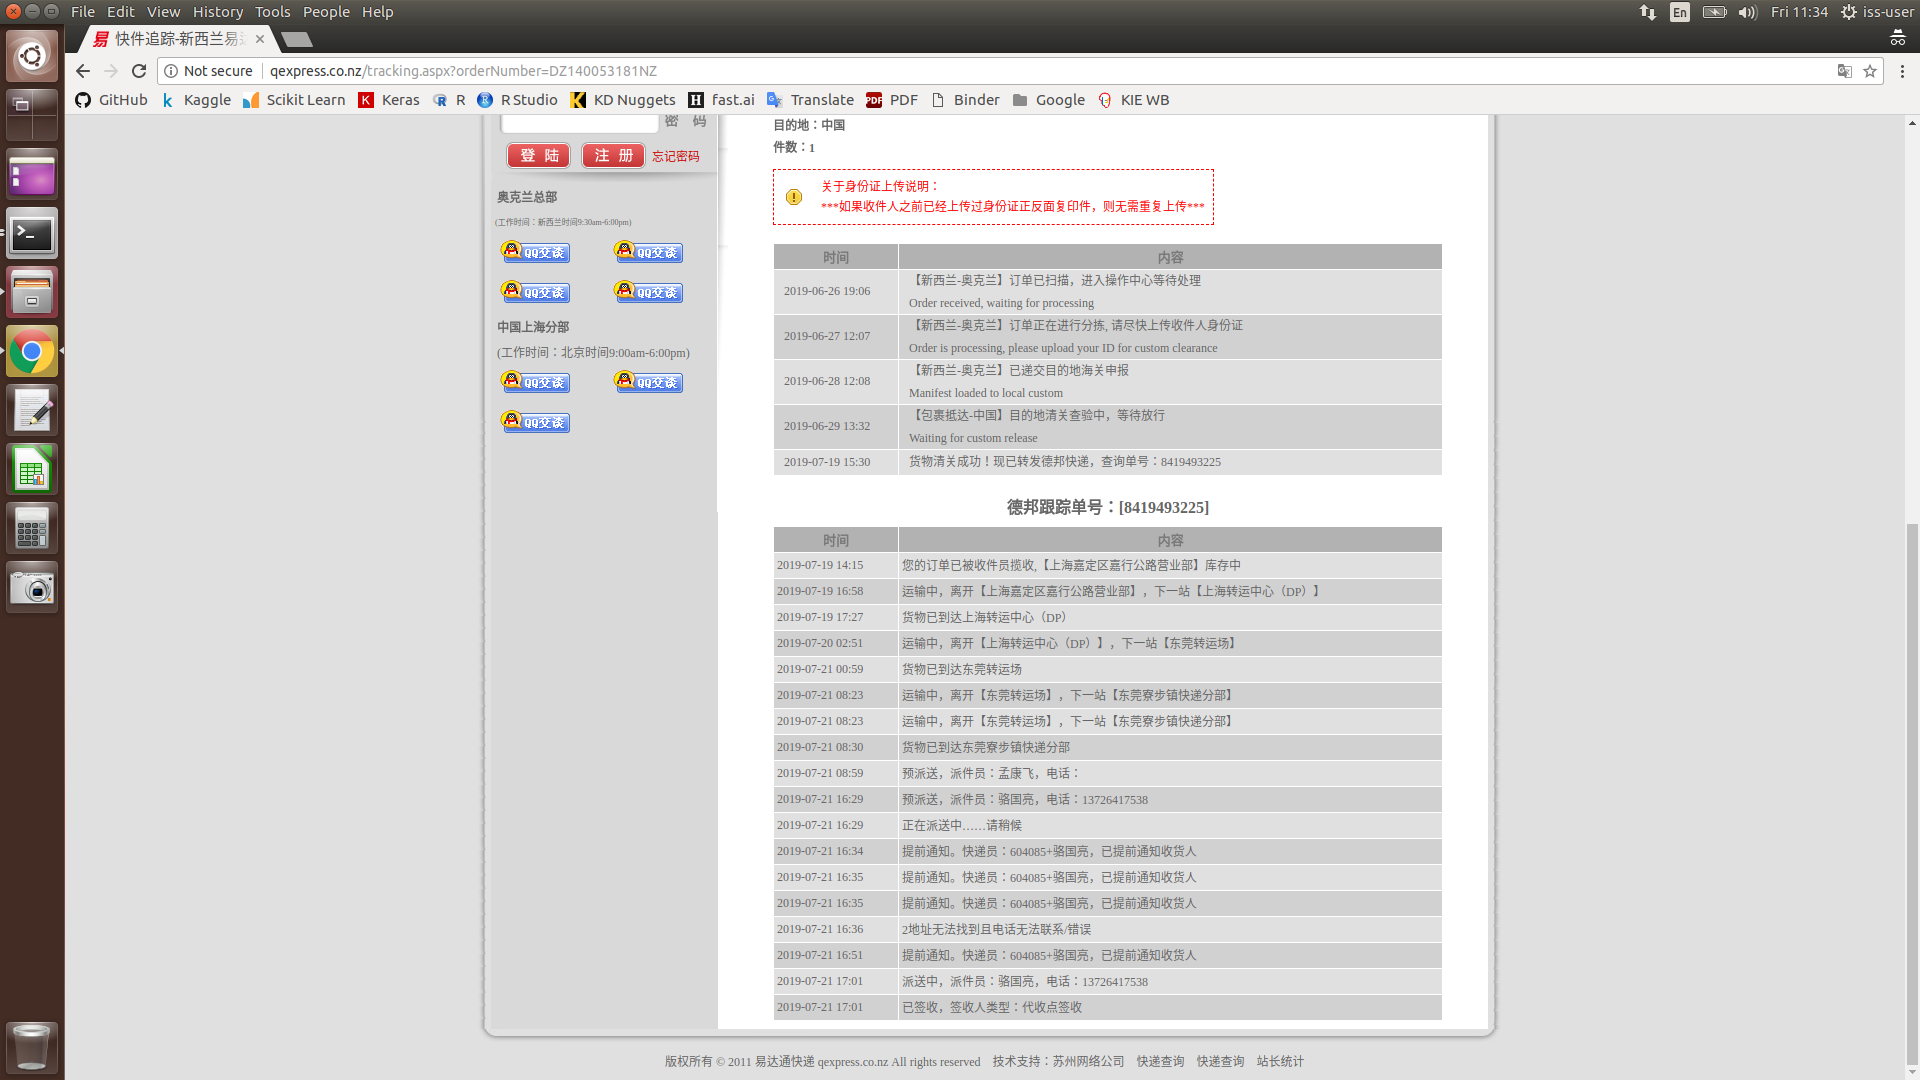 File Edit View History Tools People Help
En
Fri 11:34
iss-user
易 快件追踪-新西兰易
Not secure
qexpress.co.nz/tracking.aspx?orderNumber=DZ140053181NZ
GitHub Kaggle Scikit Learn Keras R R Studio KD Nuggets fast.ai Translate PDF Binder Google KIE WB
密 码
登 陆 注 册 忘记密码
奥克兰总部
(工作时间：新西兰时间9:30am-6:00pm)
QQ交谈 QQ交谈
QQ交谈 QQ交谈
中国上海分部
(工作时间：北京时间9:00am-6:00pm)
QQ交谈 QQ交谈
QQ交谈
目的地：中国
件数：1
关于身份证上传说明：
***如果收件人之前已经上传过身份证正反面复印件，则无需重复上传***
时间 内容
2019-06-26 19:06 【新西兰-奥克兰】订单已扫描，进入操作中心等待处理
Order received, waiting for processing
2019-06-27 12:07 【新西兰-奥克兰】订单正在进行分拣, 请尽快上传收件人身份证
Order is processing, please upload your ID for custom clearance
2019-06-28 12:08 【新西兰-奥克兰】已递交目的地海关申报
Manifest loaded to local custom
2019-06-29 13:32 【包裹抵达-中国】目的地清关查验中，等待放行
Waiting for custom release
2019-07-19 15:30 货物清关成功！现已转发德邦快递，查询单号：8419493225
德邦跟踪单号：[8419493225]
时间 内容
2019-07-19 14:15 您的订单已被收件员揽收,【上海嘉定区嘉行公路营业部】库存中
2019-07-19 16:58 运输中，离开【上海嘉定区嘉行公路营业部】，下一站【上海转运中心（DP）】
2019-07-19 17:27 货物已到达上海转运中心（DP）
2019-07-20 02:51 运输中，离开【上海转运中心（DP）】，下一站【东莞转运场】
2019-07-21 00:59 货物已到达东莞转运场
2019-07-21 08:23 运输中，离开【东莞转运场】，下一站【东莞寮步镇快递分部】
2019-07-21 08:23 运输中，离开【东莞转运场】，下一站【东莞寮步镇快递分部】
2019-07-21 08:30 货物已到达东莞寮步镇快递分部
2019-07-21 08:59 预派送，派件员：孟康飞，电话：
2019-07-21 16:29 预派送，派件员：骆国亮，电话：13726417538
2019-07-21 16:29 正在派送中……请稍候
2019-07-21 16:34 提前通知。快递员：604085+骆国亮，已提前通知收货人
2019-07-21 16:35 提前通知。快递员：604085+骆国亮，已提前通知收货人
2019-07-21 16:35 提前通知。快递员：604085+骆国亮，已提前通知收货人
2019-07-21 16:36 2地址无法找到且电话无法联系/错误
2019-07-21 16:51 提前通知。快递员：604085+骆国亮，已提前通知收货人
2019-07-21 17:01 派送中，派件员：骆国亮，电话：13726417538
2019-07-21 17:01 已签收，签收人类型：代收点签收
版权所有 © 2011 易达通快递 qexpress.co.nz All rights reserved 技术支持：苏州网络公司 快递查询 快递查询 站长统计